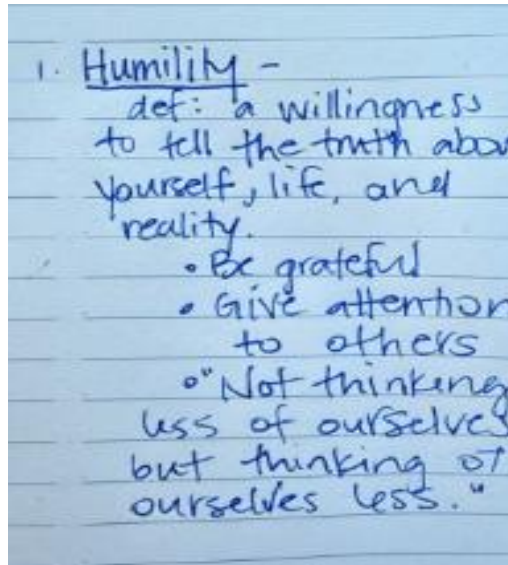 1. Humility -
def: a willingness
to tell the truth abou
yourself, life, and
reality.
• Be grateful
• Give attention
to others
• "Not thinking
less of ourselves
but thinking of
ourselves less."